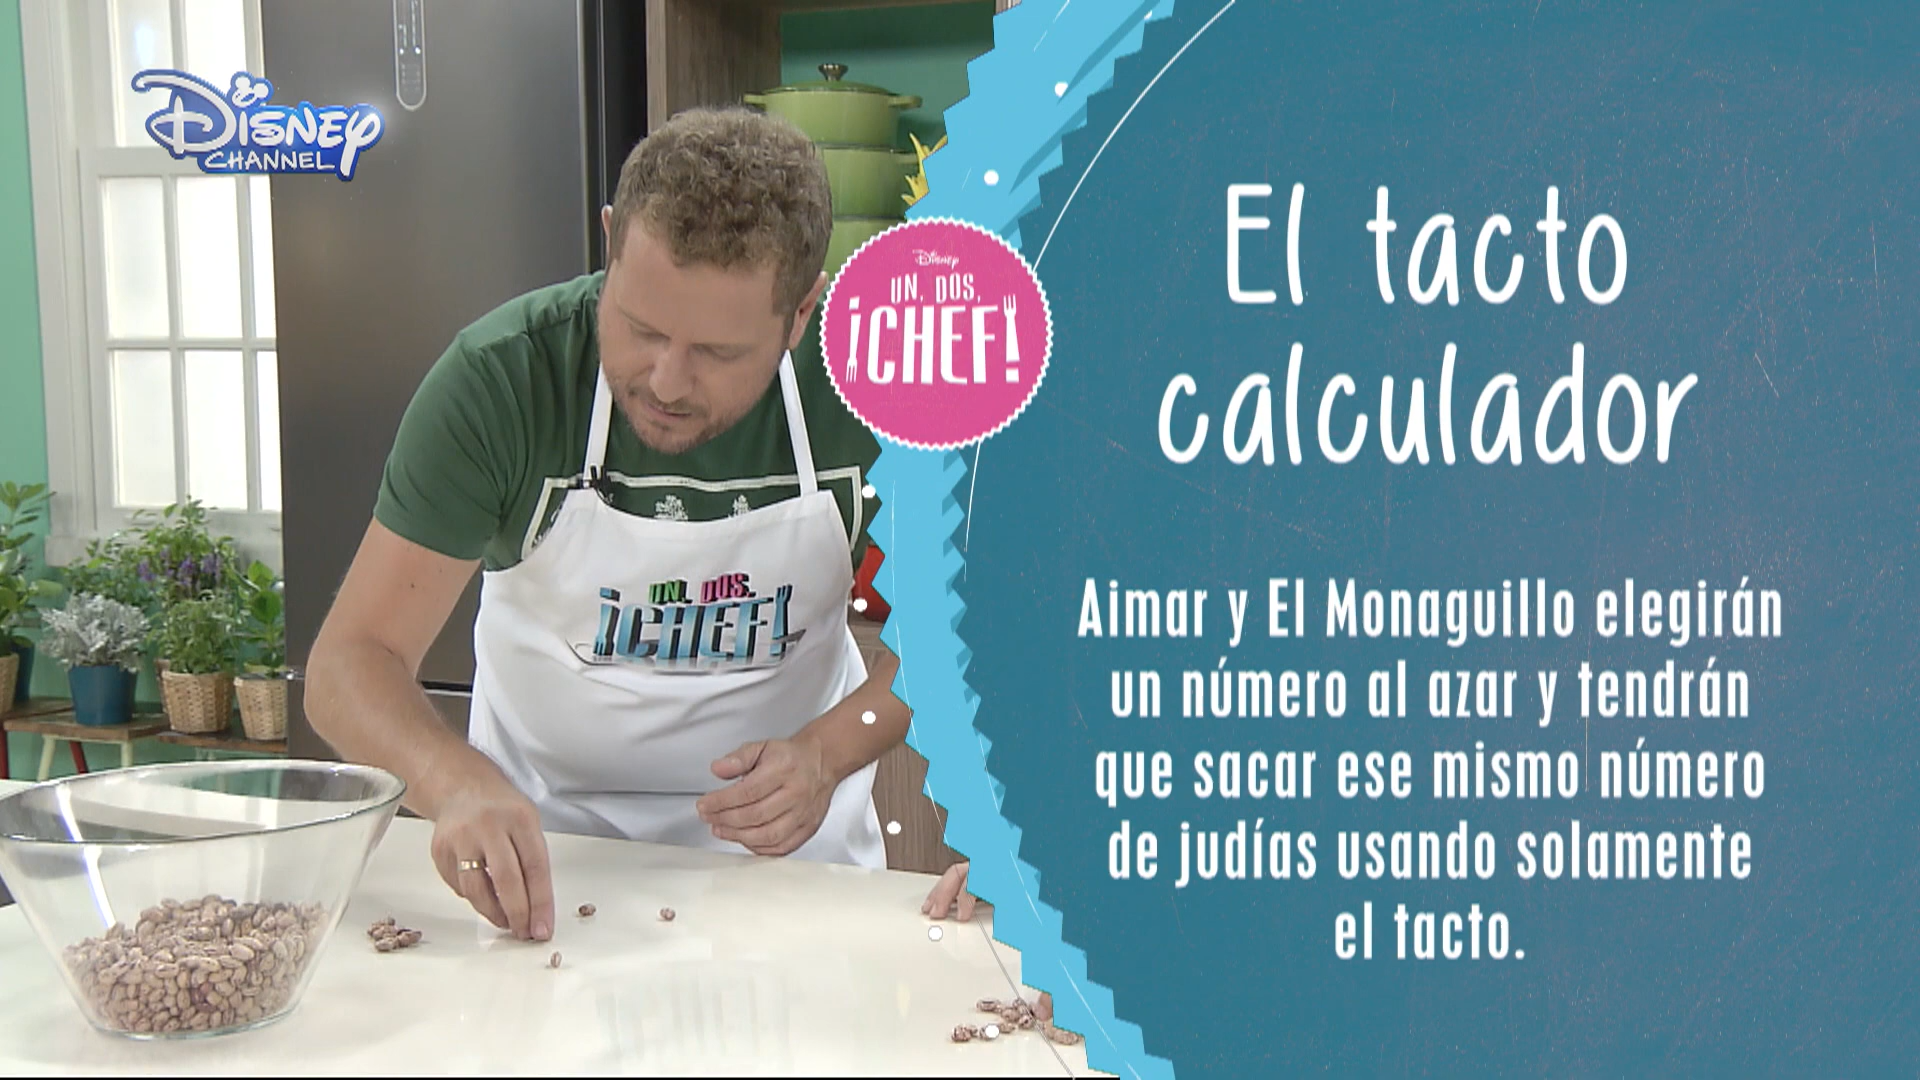 Disney
CHANNEL
Disney
UN, DOS,
¡CHEF!
UN, DOS,
¡CHEF!
El tacto
calculador
Aimar y El Monaguillo elegirán
un número al azar y tendrán
que sacar ese mismo número
de judías usando solamente
el tacto.